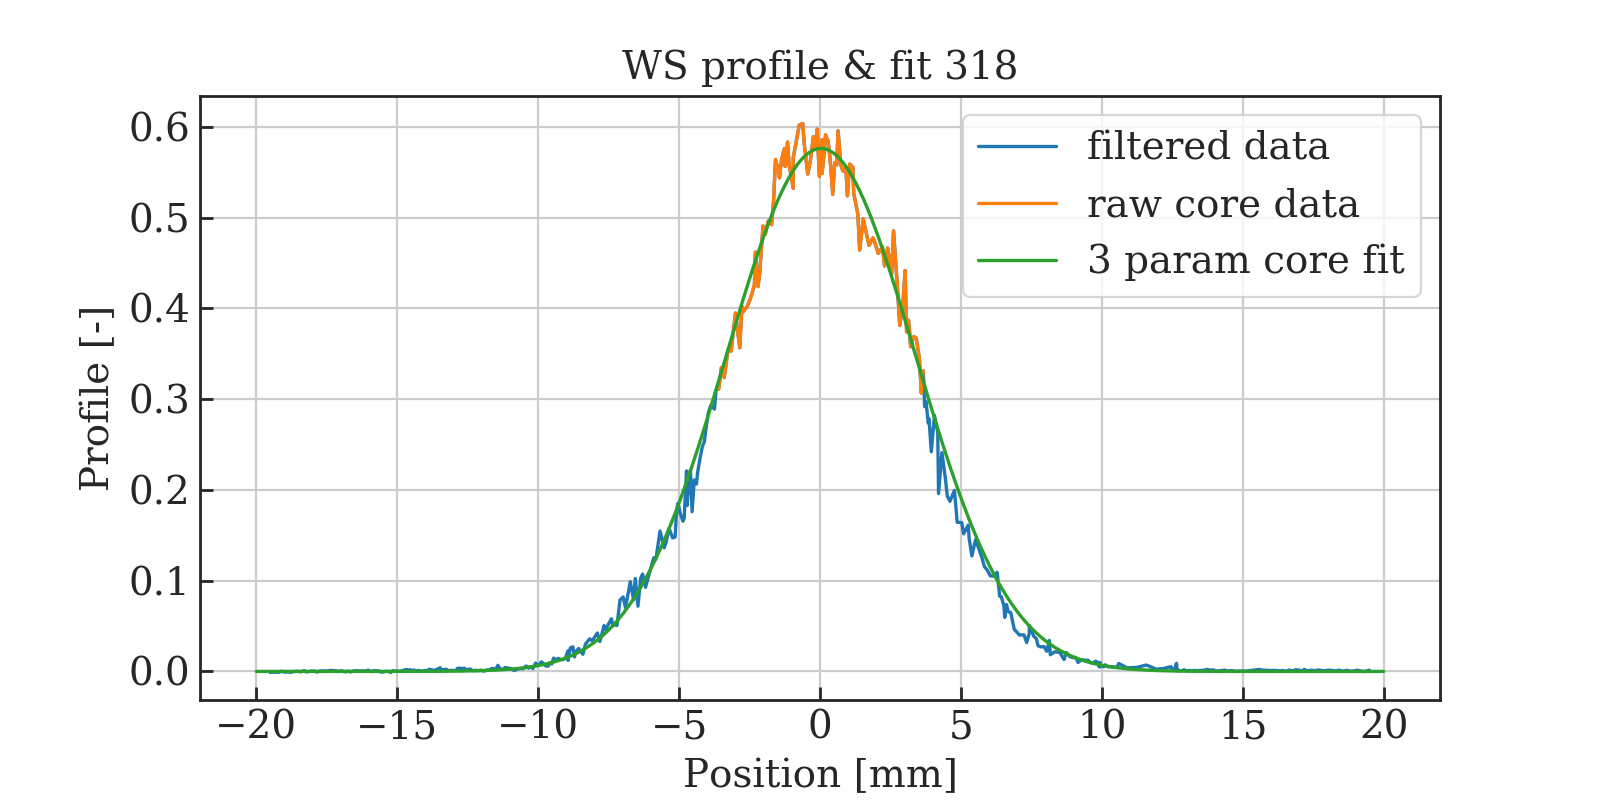 WS profile & fit 318
0.6
0.5
0.4
0.3
0.2
0.1
0.0
Profile [-]
filtered data
raw core data
3 param core fit
−20 −15 −10 −5 0 5 10 15 20
Position [mm]